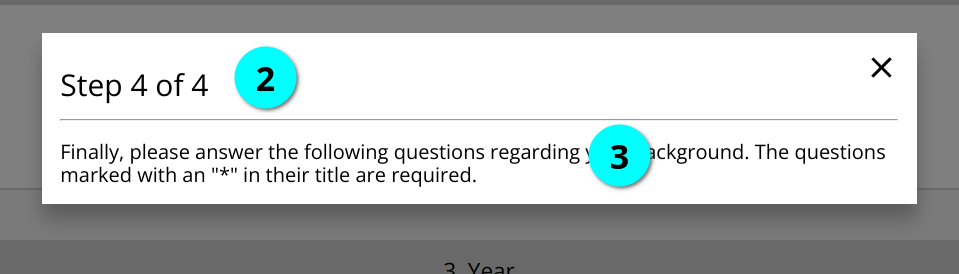 Step 4 of 4
2
Finally, please answer the following questions regarding ackground. The questions
3
marked with an "*" in their title are required.
3. Year